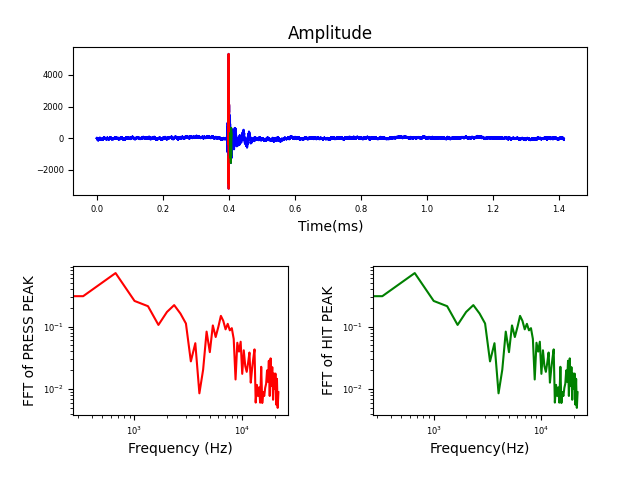 Amplitude
4000
2000
0
−2000
0.0 0.2 0.4 0.6 0.8 1.0 1.2 1.4
Time(ms)
FFT of PRESS PEAK
10⁻¹
10⁻²
10³ 10⁴
Frequency (Hz)
FFT of HIT PEAK
10⁻¹
10⁻²
10³ 10⁴
Frequency(Hz)